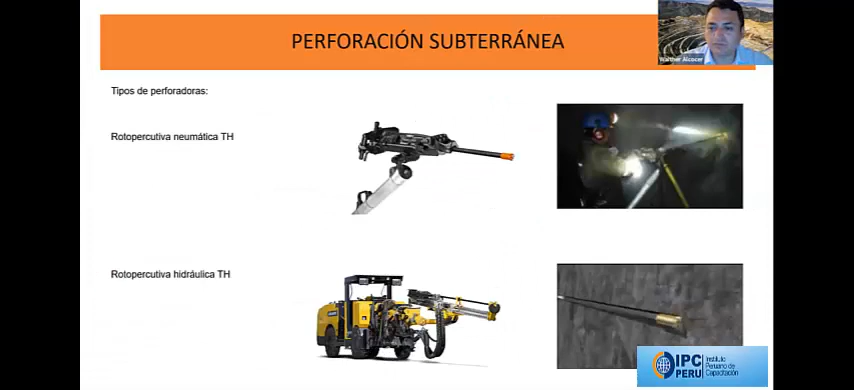 PERFORACIÓN SUBTERRÁNEA
Walther Alcocer
Tipos de perforadoras:
Rotopercutiva neumática TH
Rotopercutiva hidráulica TH
IPC
PERU
Instituto
Peruano de
Capacitación